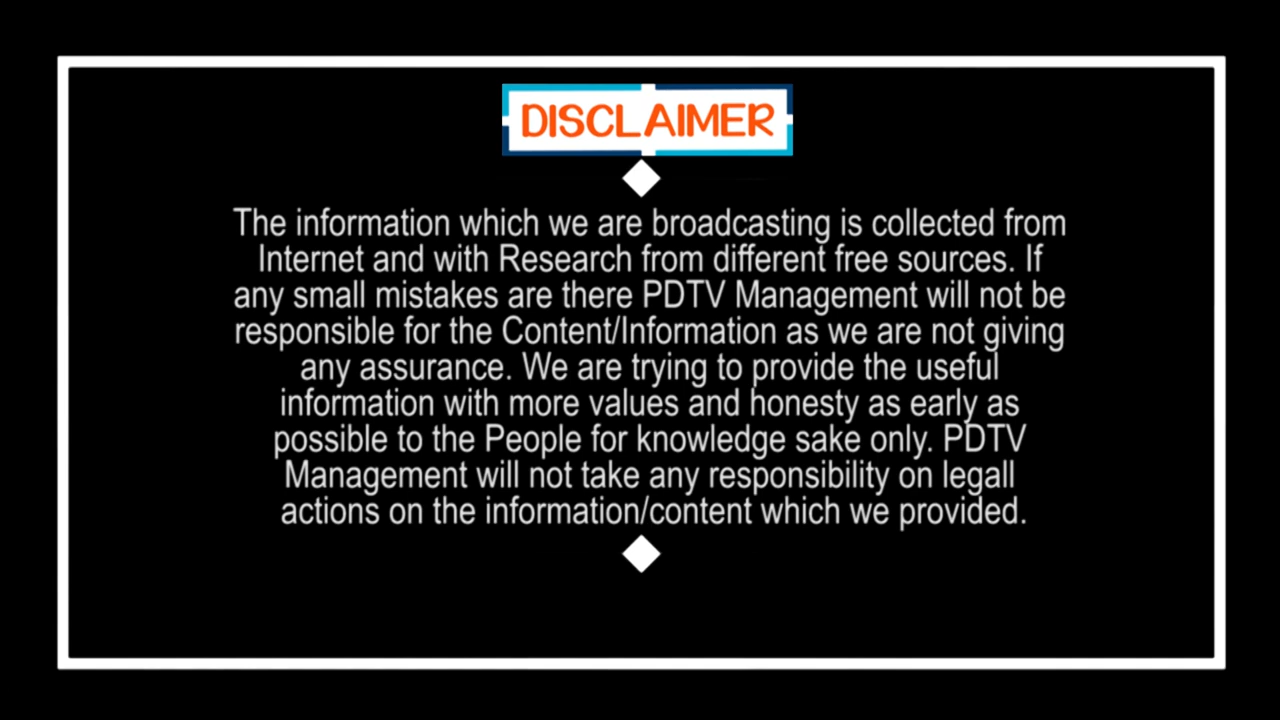 DISCLAIMER
The information which we are broadcasting is collected from
Internet and with Research from different free sources. If
any small mistakes are there PDTV Management will not be
responsible for the Content/Information as we are not giving
any assurance. We are trying to provide the useful
information with more values and honesty as early as
possible to the People for knowledge sake only. PDTV
Management will not take any responsibility on legall
actions on the information/content which we provided.